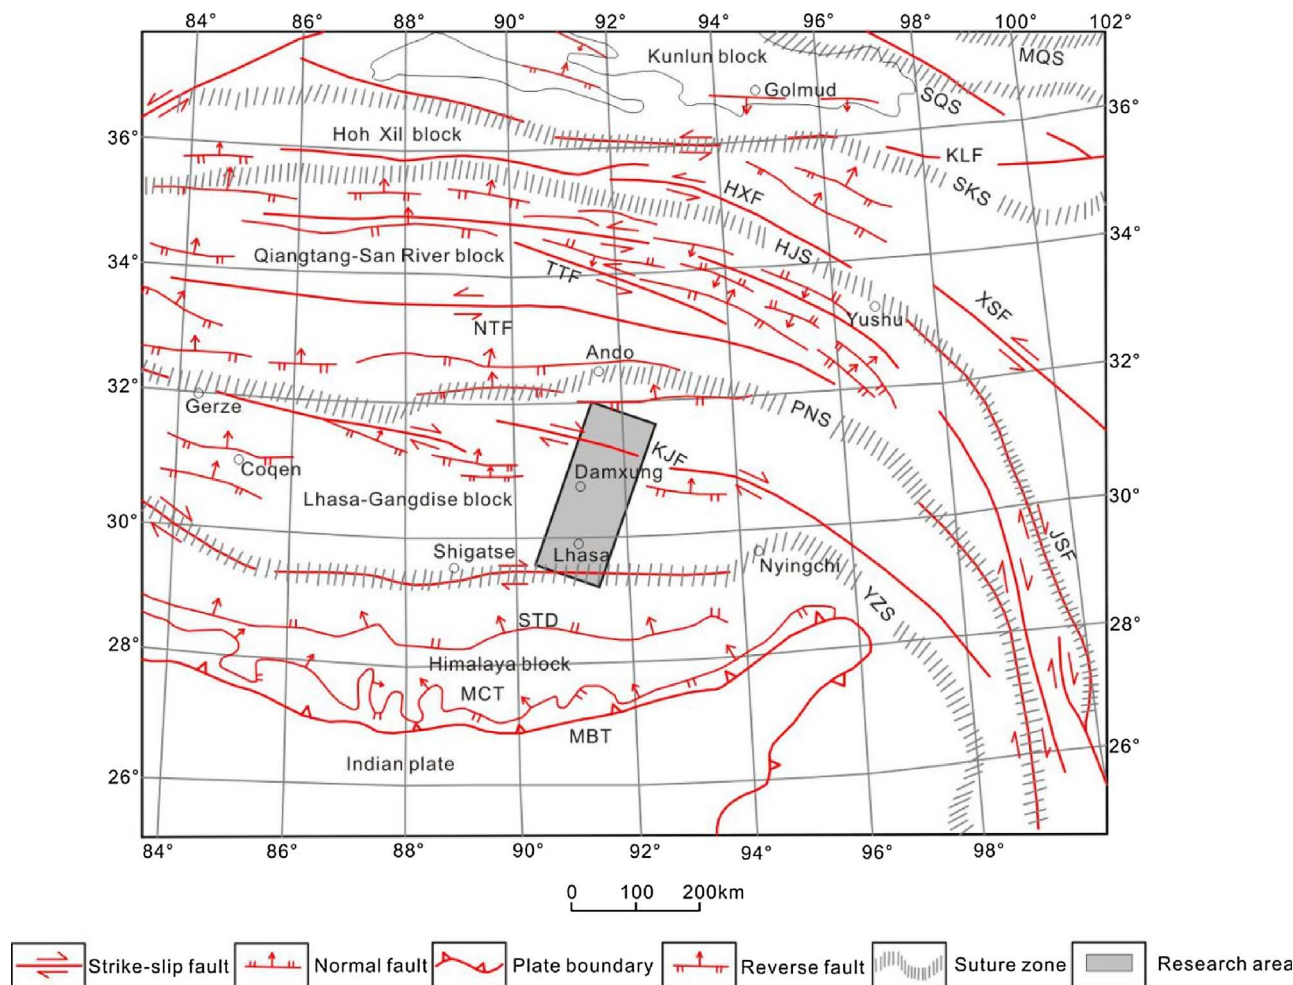 84° 86° 88° 90° 92° 94° 96° 98° 100° 102°
Kunlun block
MQS
Golmud
SQS
36°
Hoh Xil block
36°
KLF
HXF
SKS
34°
HJS
Qiangtang-San River block
34°
TTF
XSF
Yushu
NTF
Ando
32°
32°
Gerze
PNS
KJF
Coqen
Damxung
Lhasa-Gangdise block
30°
30°
JSF
Shigatse
Lhasa
Nyingchi
YZS
STD
28°
28°
Himalaya block
MCT
MBT
26°
Indian plate
26°
84° 86° 88° 90° 92° 94° 96° 98°
0 100 200km
Strike-slip fault Normal fault Plate boundary Reverse fault Suture zone Research area